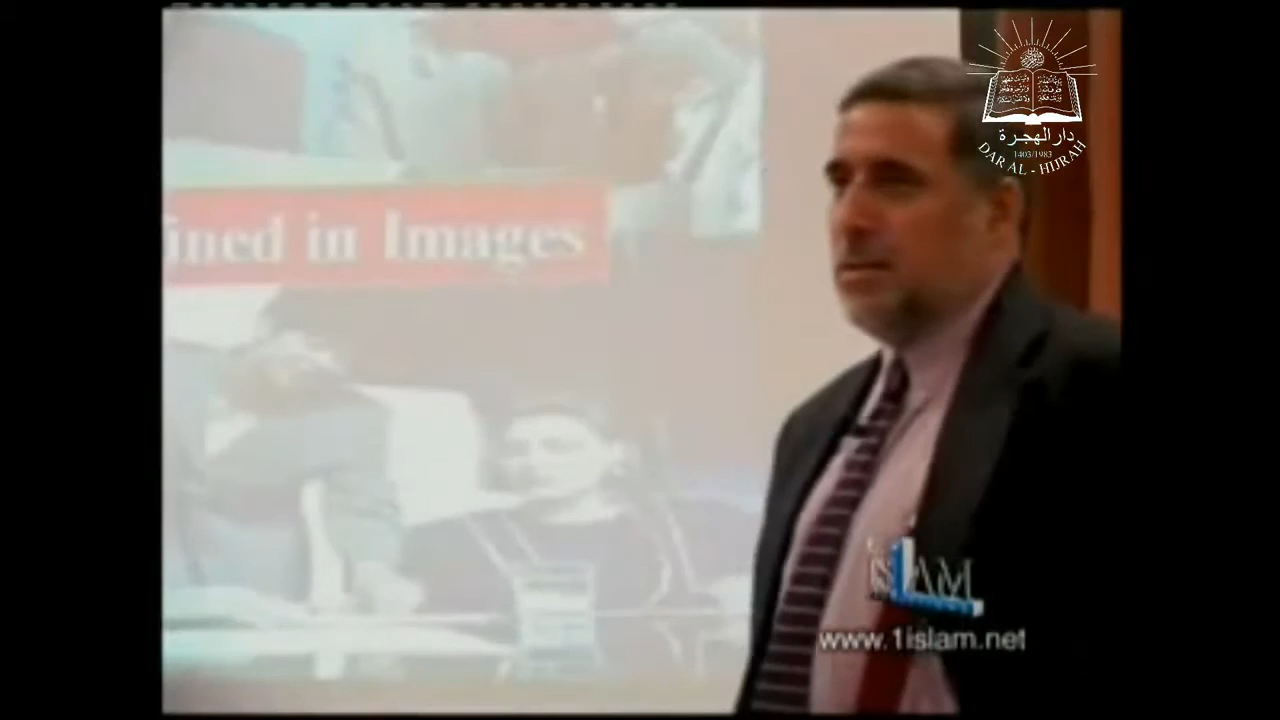 ined in Images
دار الهجرة
1403/1983
DAR AL - HIJRAH
ISLAM
www.1islam.net